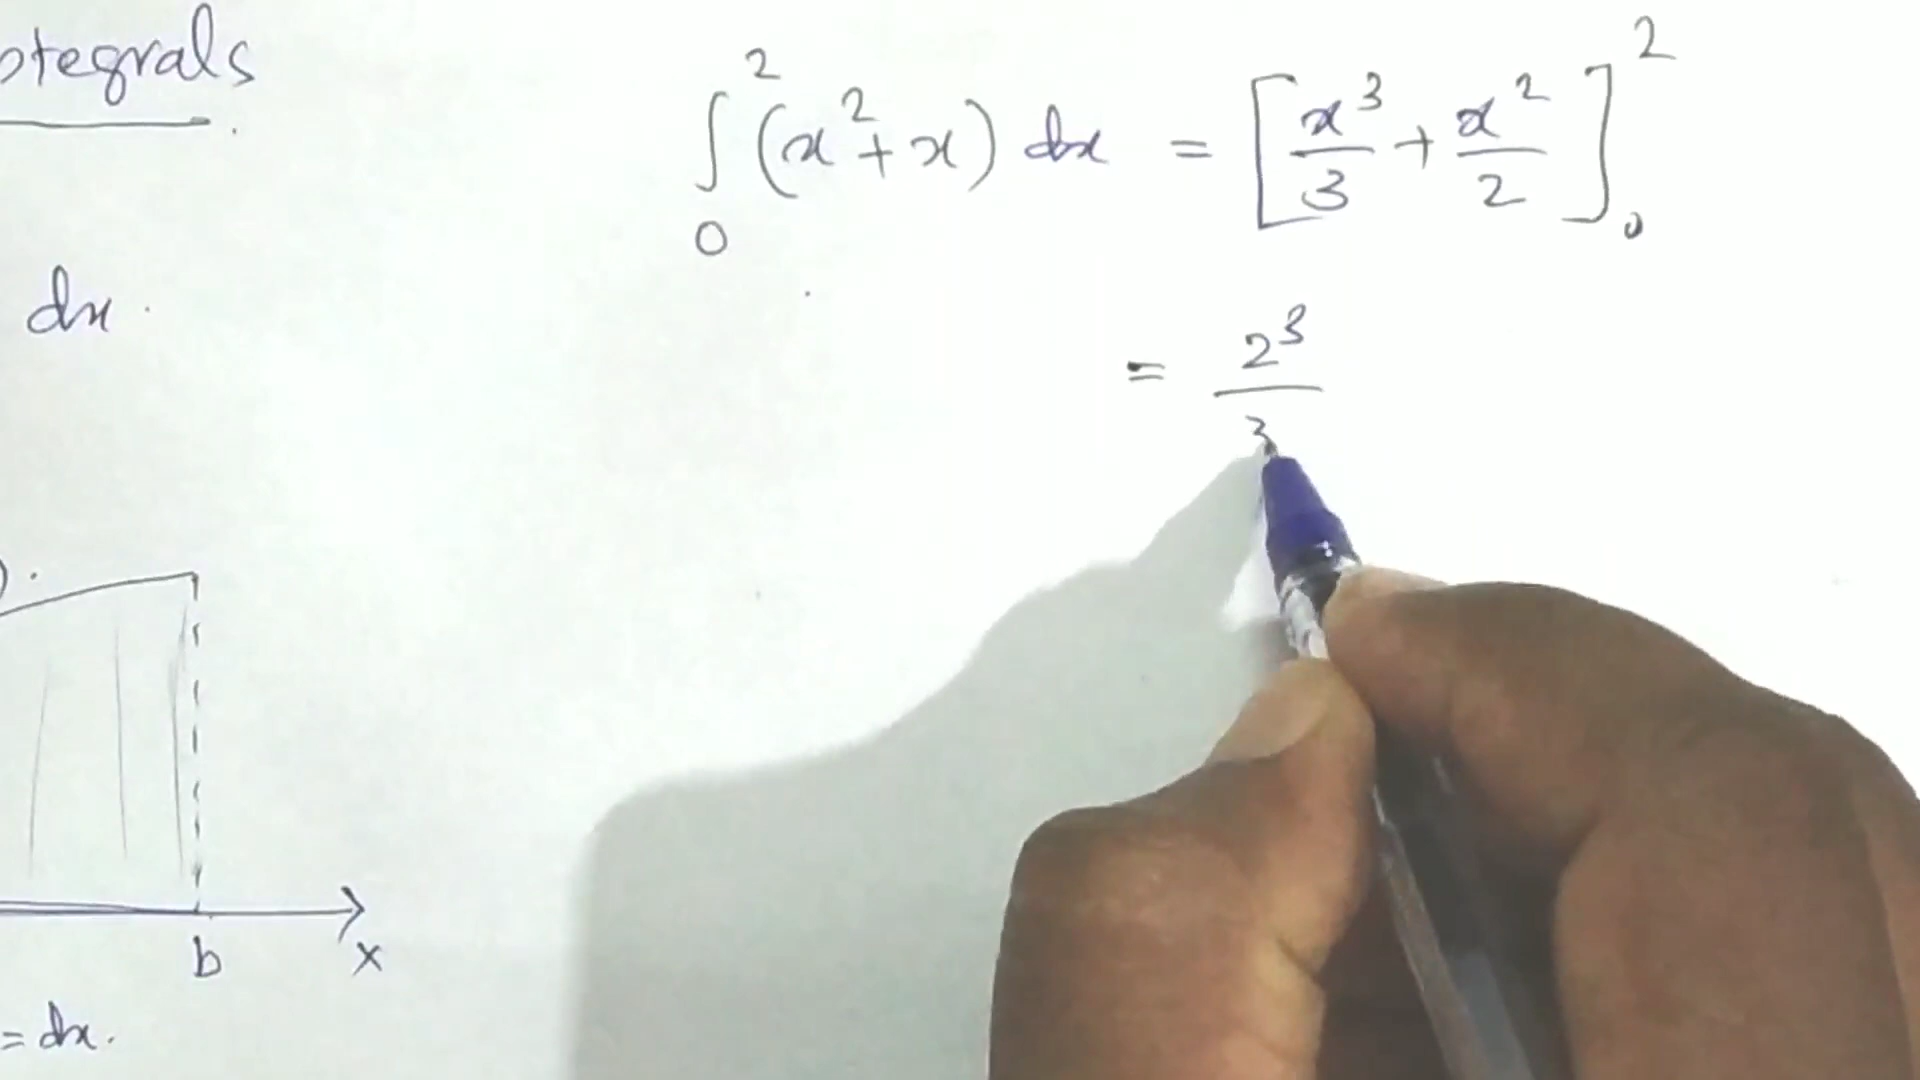 ntegrals
∫₀² (x²+x) dx = [x³/3 + x²/2]₀²
dx.
= 2³/3
).
b x
= dx.